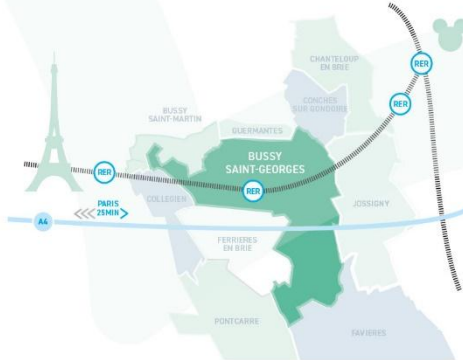 CHANTELOUP
EN BRIE
RER
CONCHES
SUR GONDOIRE
RER
BUSSY
SAINT-MARTIN
GUERMANTES
BUSSY
SAINT-GEORGES
RER
RER
COLLEGIEN
JOSSIGNY
PARIS
25MIN
A4
FERRIERES
EN BRIE
PONTCARRE
FAVIERES